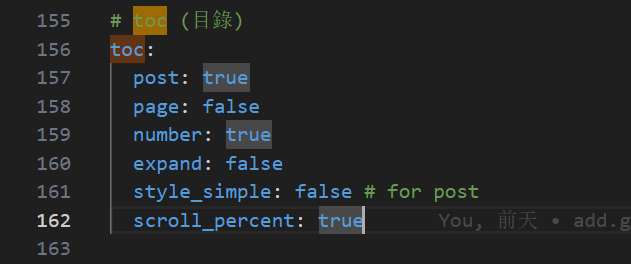 155 # toc (目錄)
156 toc:
157 post: true
158 page: false
159 number: true
160 expand: false
161 style_simple: false # for post
162 scroll_percent: true You, 前天 • add.g
163